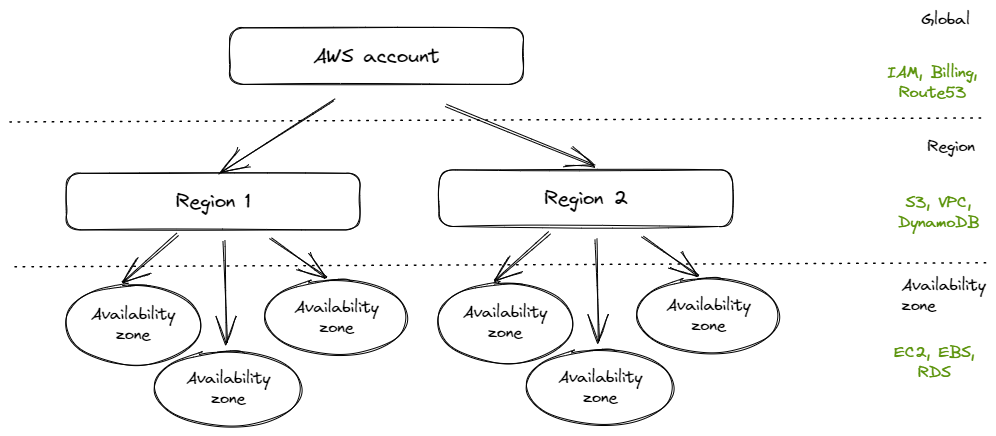 Global
AWS account
IAM, Billing,
Route53
Region
Region 1
Region 2
S3, VPC,
DynamoDB
Availability
zone
Availability
zone
Availability
zone
Availability
zone
Availability
zone
Availability
zone
Availability
zone
EC2, EBS,
RDS